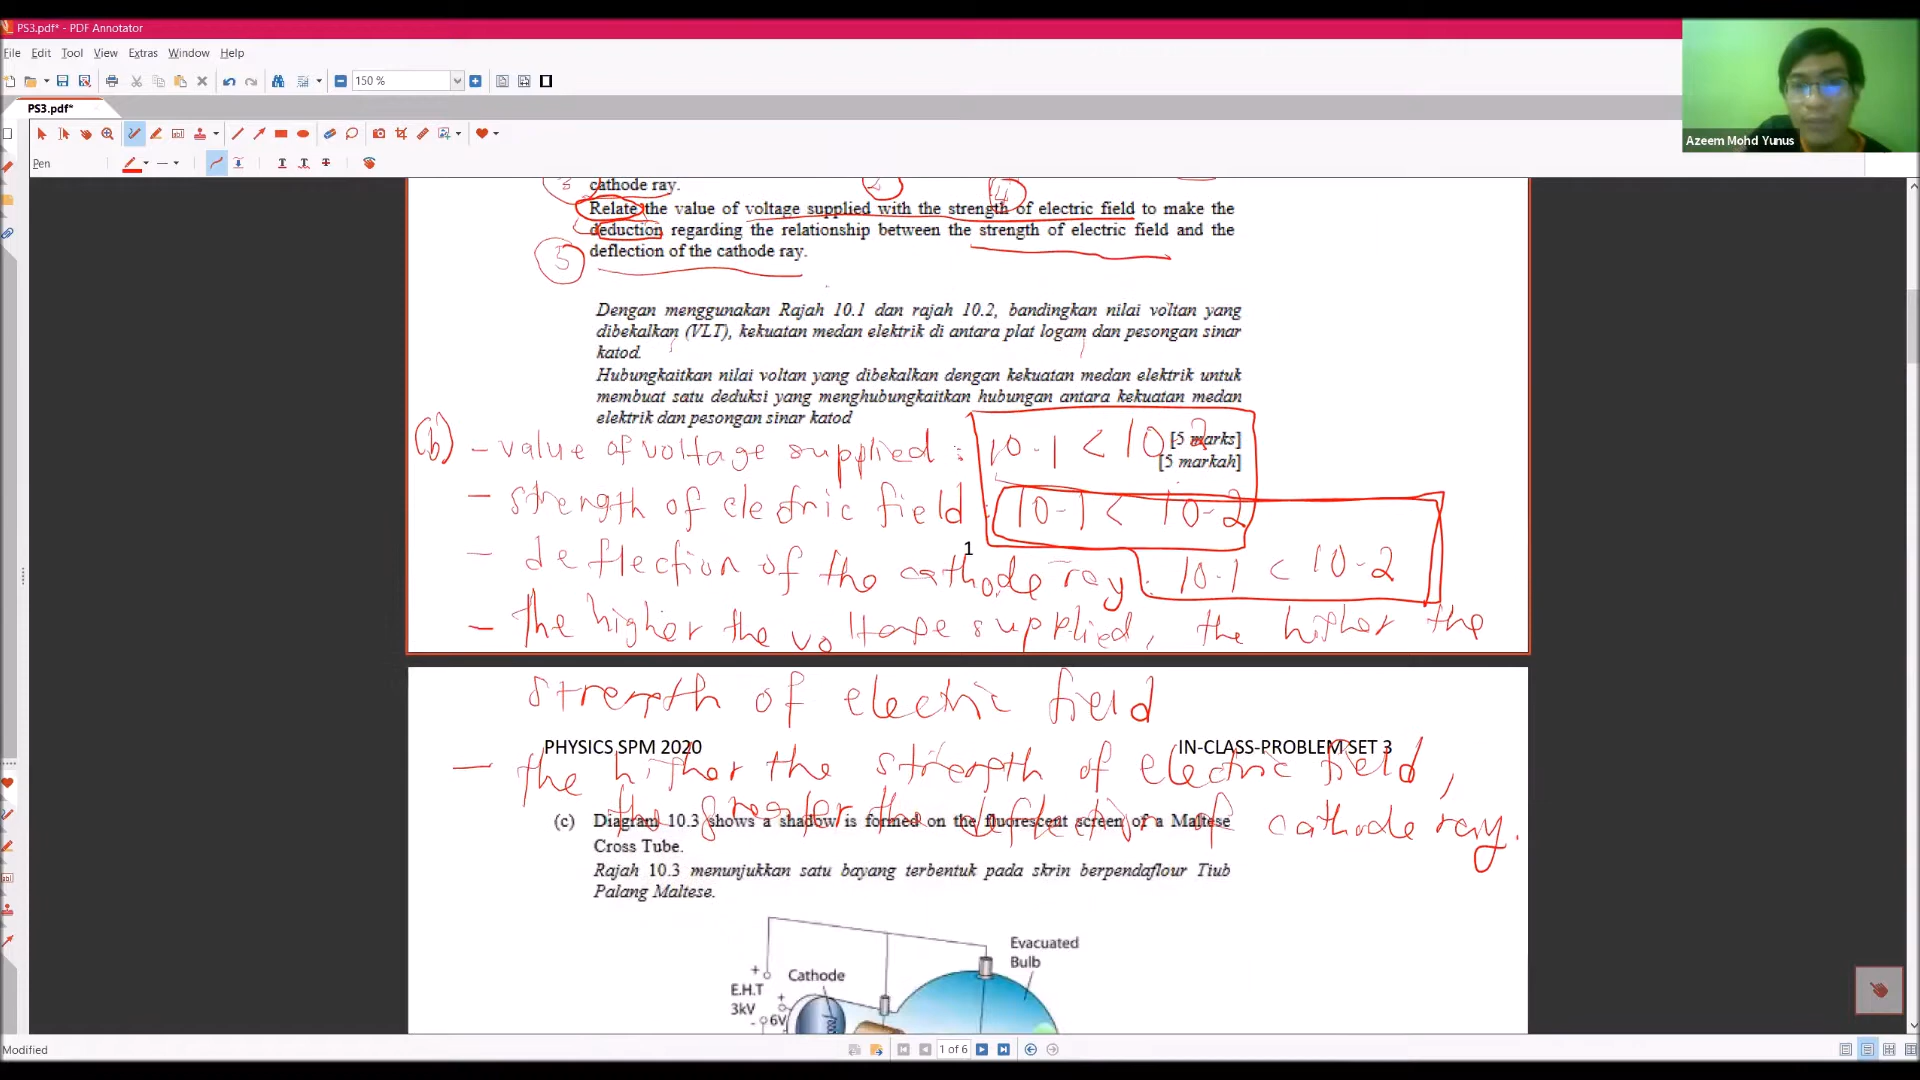 PS3.pdf* - PDF Annotator
File Edit Tool View Extras Window Help
150 %
PS3.pdf*
Pen
Azeem Mohd Yunus
cathode ray.
Relate the value of voltage supplied with the strength of electric field to make the
deduction regarding the relationship between the strength of electric field and the
deflection of the cathode ray.
3
2
4
5
Dengan menggunakan Rajah 10.1 dan rajah 10.2, bandingkan nilai voltan yang
dibekalkan (VLT), kekuatan medan elektrik di antara plat logam dan pesongan sinar
katod.
Hubungkaitkan nilai voltan yang dibekalkan dengan kekuatan medan elektrik untuk
membuat satu deduksi yang menghubungkaitkan hubungan antara kekuatan medan
elektrik dan pesongan sinar katod
[5 marks]
[5 markah]
(b) - value of voltage supplied : 10.1 < 10.2
- strength of electric field : 10-1 < 10-2
1
- deflection of the cathode ray : 10.1 < 10-2
- the higher the voltage supplied, the higher the
strength of electric field
PHYSICS SPM 2020 IN-CLASS-PROBLEM SET 3
- the higher the strength of electric field,
the greater the deflection of cathode ray.
(c) Diagram 10.3 shows a shadow is formed on the fluorescent screen of a Maltese
Cross Tube.
Rajah 10.3 menunjukkan satu bayang terbentuk pada skrin berpendaflour Tiub
Palang Maltese.
Evacuated
Bulb
Cathode
+
E.H.T
3kV
+
-
6V
Modified
1 of 6